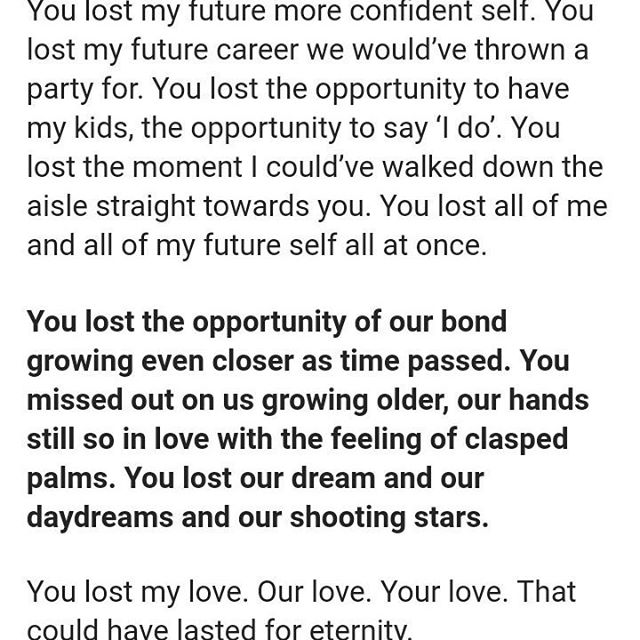 You lost my future more confident self. You
lost my future career we would’ve thrown a
party for. You lost the opportunity to have
my kids, the opportunity to say ‘I do’. You
lost the moment I could’ve walked down the
aisle straight towards you. You lost all of me
and all of my future self all at once.
You lost the opportunity of our bond
growing even closer as time passed. You
missed out on us growing older, our hands
still so in love with the feeling of clasped
palms. You lost our dream and our
daydreams and our shooting stars.
You lost my love. Our love. Your love. That
could have lasted for eternity.